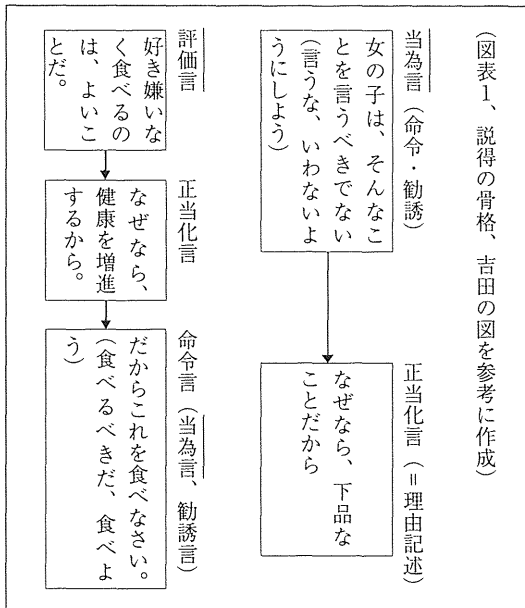 （図表１、説得の骨格、吉田の図を参考に作成）
当為言（命令・勧誘）
女の子は、そんなこ
とを言うべきでない
（言うな、いわないよ
うにしよう）
正当化言（＝理由記述）
なぜなら、下品な
ことだから
評価言
好き嫌いな
く食べるの
は、よいこ
とだ。
正当化言
なぜなら、
健康を増進
するから。
命令言（当為言、勧誘言）
だからこれを食べなさい。
（食べるべきだ、食べよ
う）